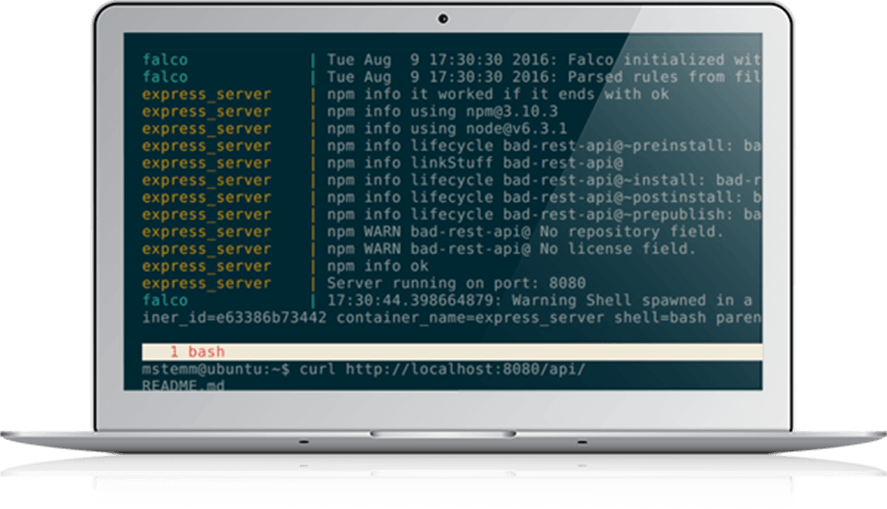 falco | Tue Aug 9 17:30:30 2016: Falco initialized wit
falco | Tue Aug 9 17:30:30 2016: Parsed rules from fil
express_server | npm info it worked if it ends with ok
express_server | npm info using npm@3.10.3
express_server | npm info using node@v6.3.1
express_server | npm info lifecycle bad-rest-api@~preinstall: ba
express_server | npm info linkStuff bad-rest-api@
express_server | npm info lifecycle bad-rest-api@~install: bad-r
express_server | npm info lifecycle bad-rest-api@~postinstall: b
express_server | npm info lifecycle bad-rest-api@~prepublish: ba
express_server | npm WARN bad-rest-api@ No repository field.
express_server | npm WARN bad-rest-api@ No license field.
express_server | npm info ok
express_server | Server running on port: 8080
falco | 17:30:44.398664879: Warning Shell spawned in a
iner_id=e63386b73442 container_name=express_server shell=bash paren
1 bash
mstemm@ubuntu:~$ curl http://localhost:8080/api/
README.md